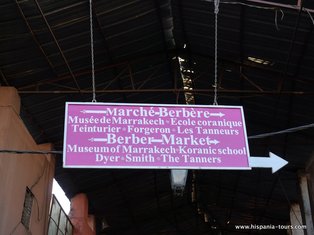 Marché Berbère
Musée de Marrakech - Ecole coranique
Teinturier - Forgeron - Les Tanneurs
Berber Market
Museum of Marrakech - Koranic school
Dyer - Smith - The Tanners
www.hispania-tours.com